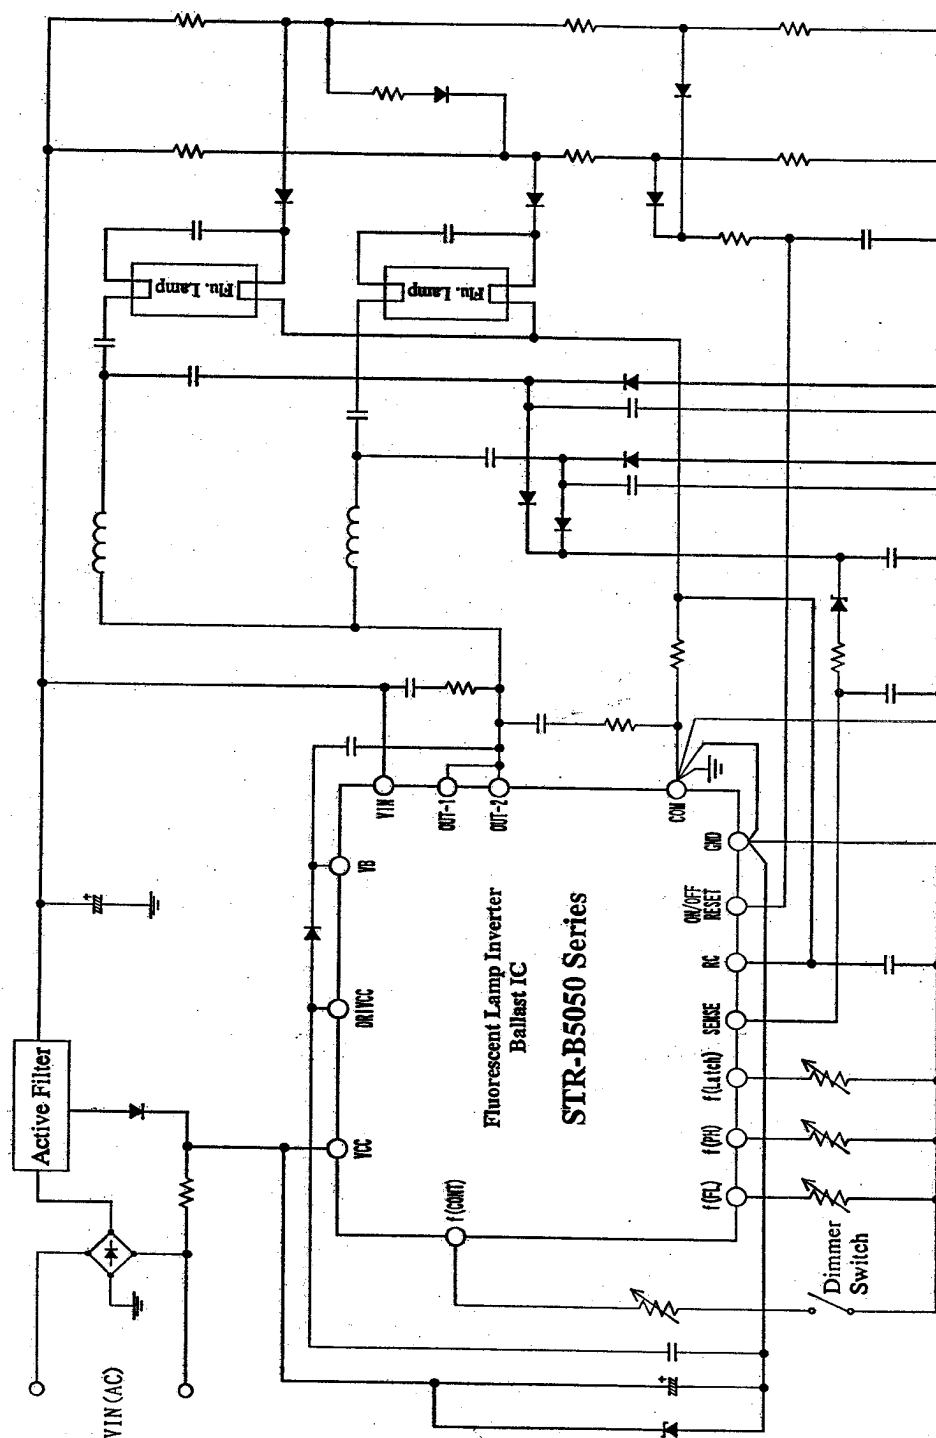 Flu. Lamp
Flu. Lamp
VIN
OUT-1
OUT-2
COM
VB
GND
ON/OFF
RESET
DRIVCC
RC
Fluorescent Lamp Inverter
Ballast IC
STR-B5050 Series
SENSE
Active Filter
f(Latch)
VCC
f(PH)
f(CONT)
f(FL)
Dimmer
Switch
VIN(AC)
+
+